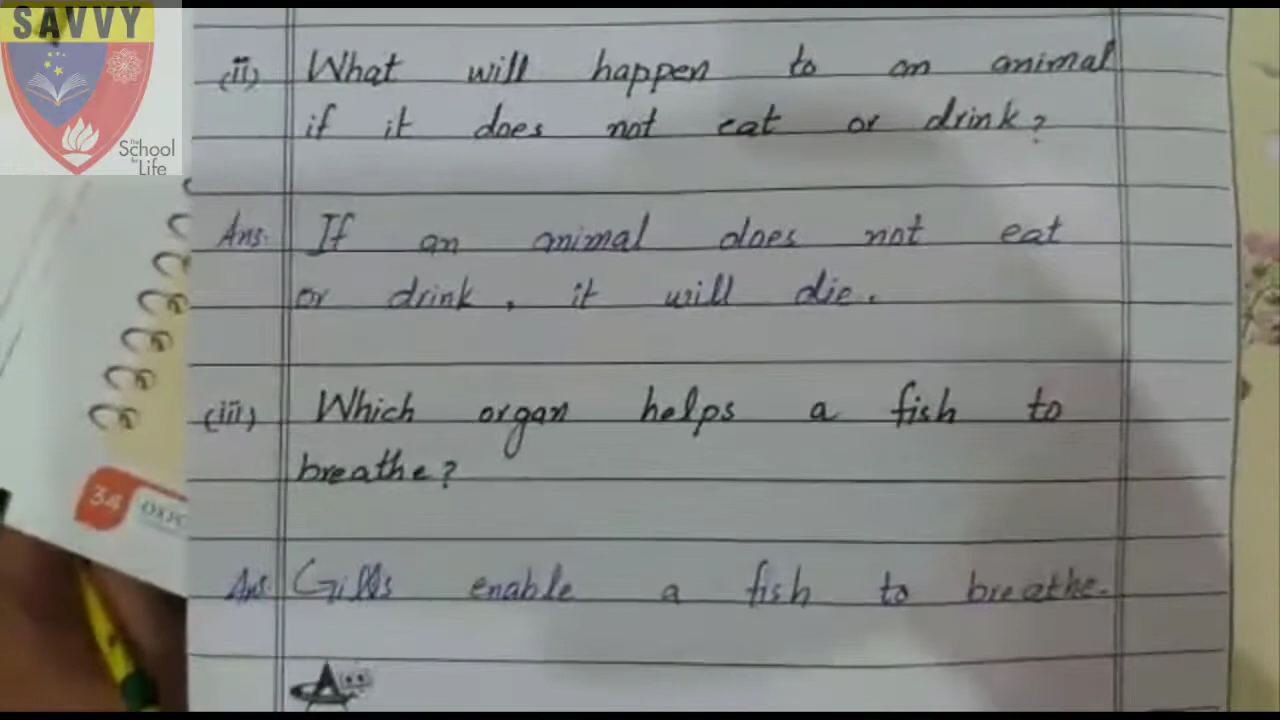 SAVVY
The School for Life
(ii) What will happen to an animal
if it does not eat or drink?
Ans. If an animal does not eat
or drink, it will die.
(iii) Which organ helps a fish to
breathe?
34
Ans. Gills enable a fish to breathe.